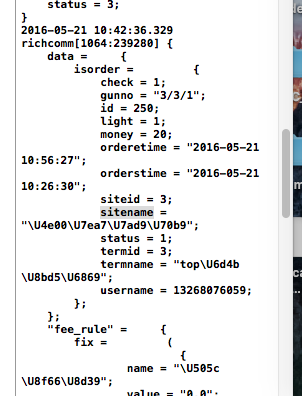 status = 3;
}
2016-05-21 10:42:36.329
richcomm[1064:239280] {
data = {
isorder = {
check = 1;
gunno = "3/3/1";
id = 250;
light = 1;
money = 20;
orderetime = "2016-05-21
10:56:27";
orderstime = "2016-05-21
10:26:30";
siteid = 3;
sitename =
"\U4e00\U7ea7\U7ad9\U70b9";
status = 1;
termid = 3;
termname = "top\U6d4b
\U8bd5\U6869";
username = 13268076059;
};
};
"fee_rule" = {
fix = (
{
name = "\U505c
\U8f66\U8d39";
value = "0.0";